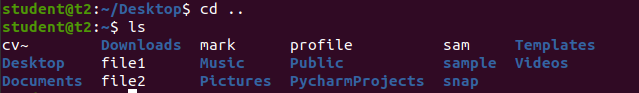 student@t2:~/Desktop$ cd ..
student@t2:~$ ls
cv~ Downloads mark profile sam Templates
Desktop file1 Music Public sample Videos
Documents file2 Pictures PycharmProjects snap